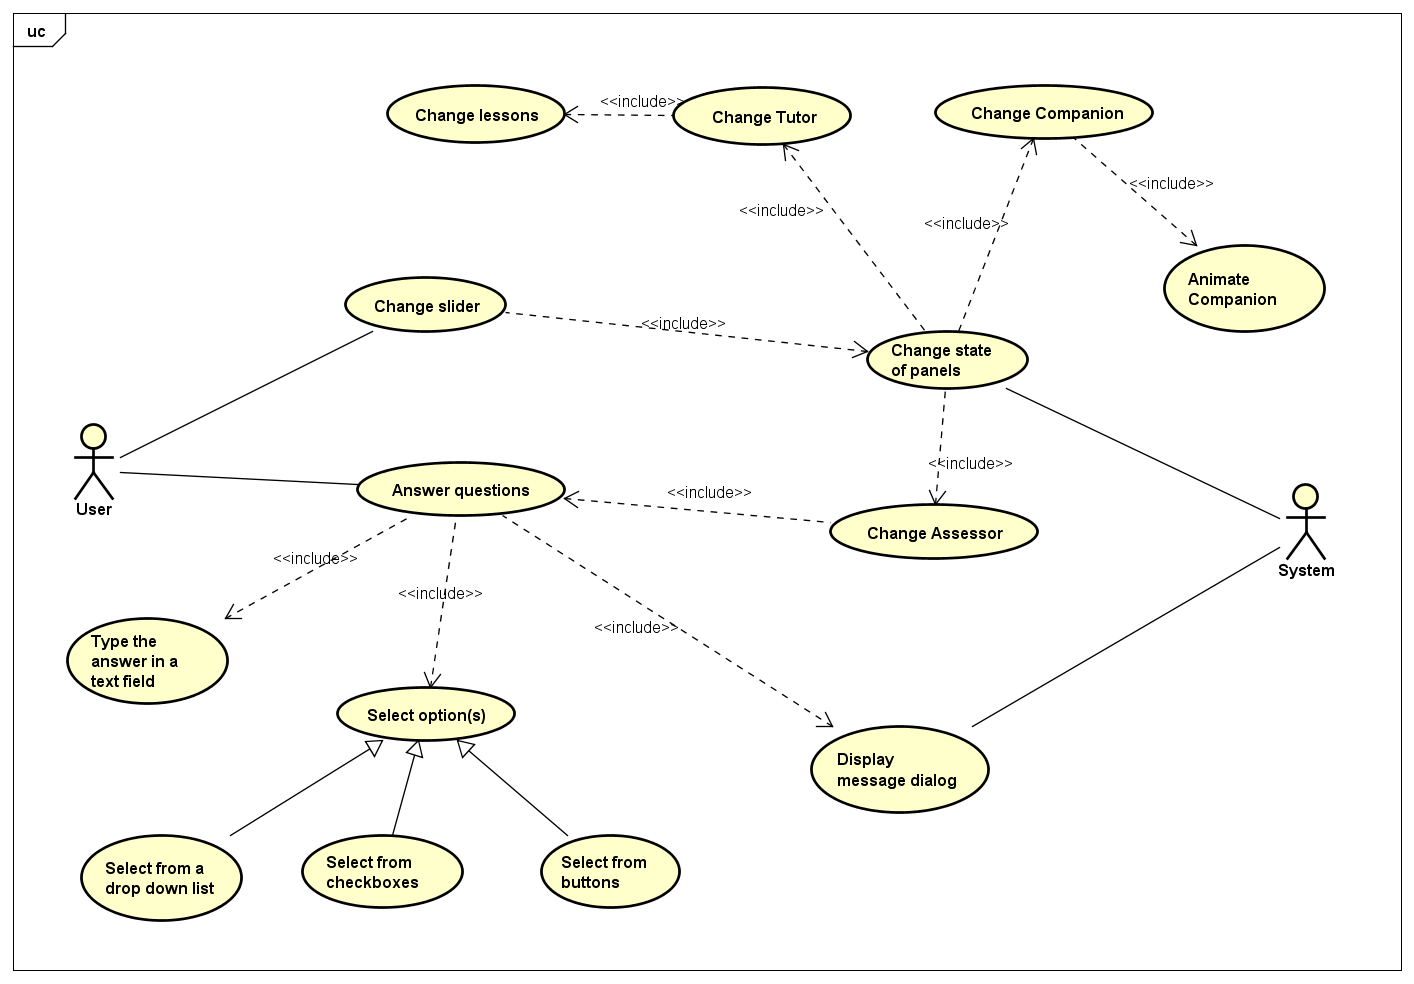 uc
Change lessons
<<include>>
Change Tutor
Change Companion
<<include>>
<<include>>
<<include>>
Animate
Companion
Change slider
<<include>>
Change state
of panels
User
Answer questions
<<include>>
<<include>>
Change Assessor
System
<<include>>
<<include>>
<<include>>
Type the
answer in a
text field
Select option(s)
Display
message dialog
Select from a
drop down list
Select from
checkboxes
Select from
buttons